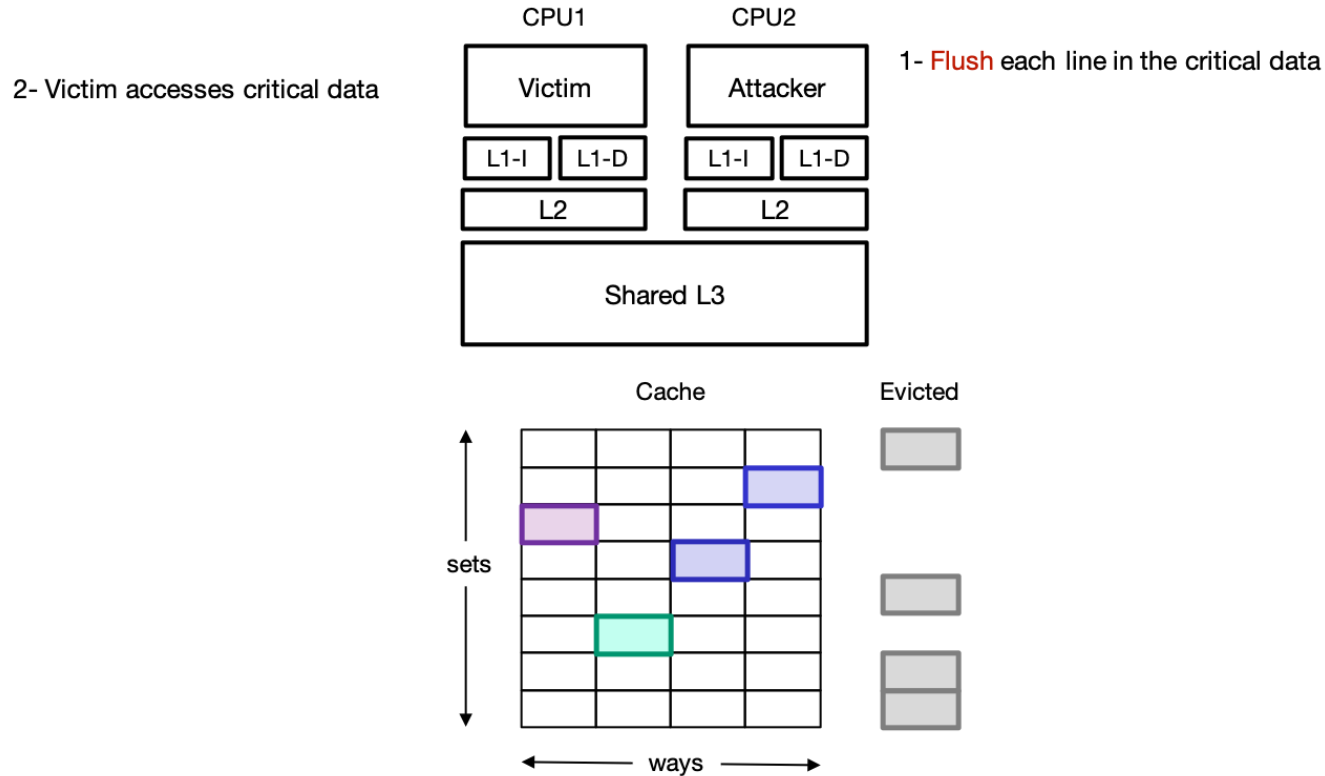 CPU1
CPU2
1- Flush each line in the critical data
2- Victim accesses critical data
Victim
Attacker
L1-I
L1-D
L1-I
L1-D
L2
L2
Shared L3
Cache
Evicted
sets
ways